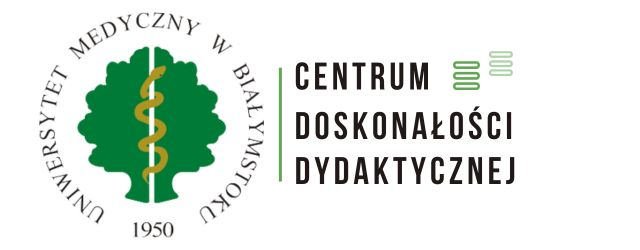 UNIWERSYTET MEDYCZNY W BIAŁYMSTOKU
1950
CENTRUM
DOSKONAŁOŚCI
DYDAKTYCZNEJ